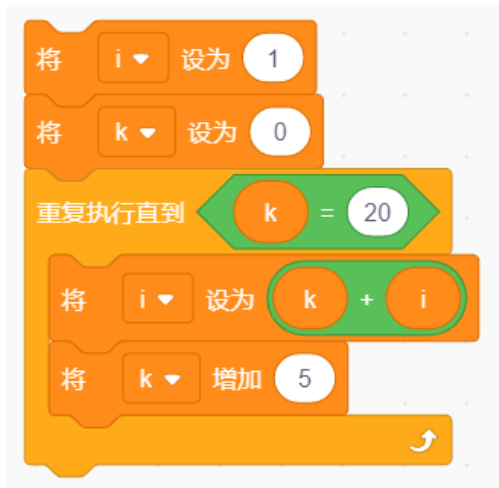 将 i 设为 1
将 k 设为 0
重复执行直到 k = 20
将 i 设为 k + i
将 k 增加 5